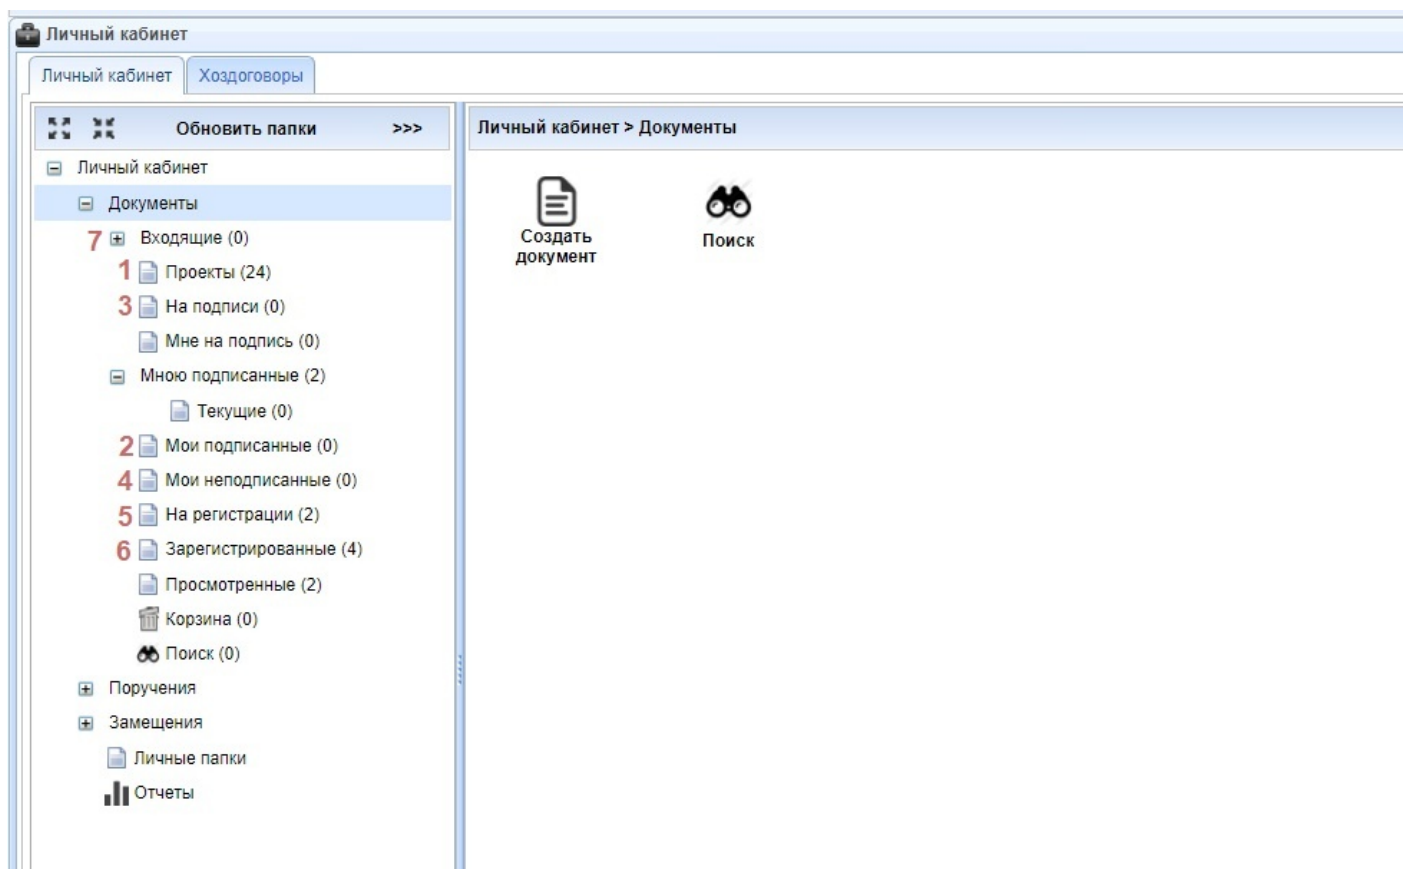 Личный кабинет
Личный кабинет Хоздоговоры
Обновить папки >>>
Личный кабинет > Документы
Личный кабинет
Документы
7 Входящие (0)
1 Проекты (24)
3 На подписи (0)
Мне на подпись (0)
Мною подписанные (2)
Текущие (0)
2 Мои подписанные (0)
4 Мои неподписанные (0)
5 На регистрации (2)
6 Зарегистрированные (4)
Просмотренные (2)
Корзина (0)
Поиск (0)
Поручения
Замещения
Личные папки
Отчеты
Создать
документ
Поиск